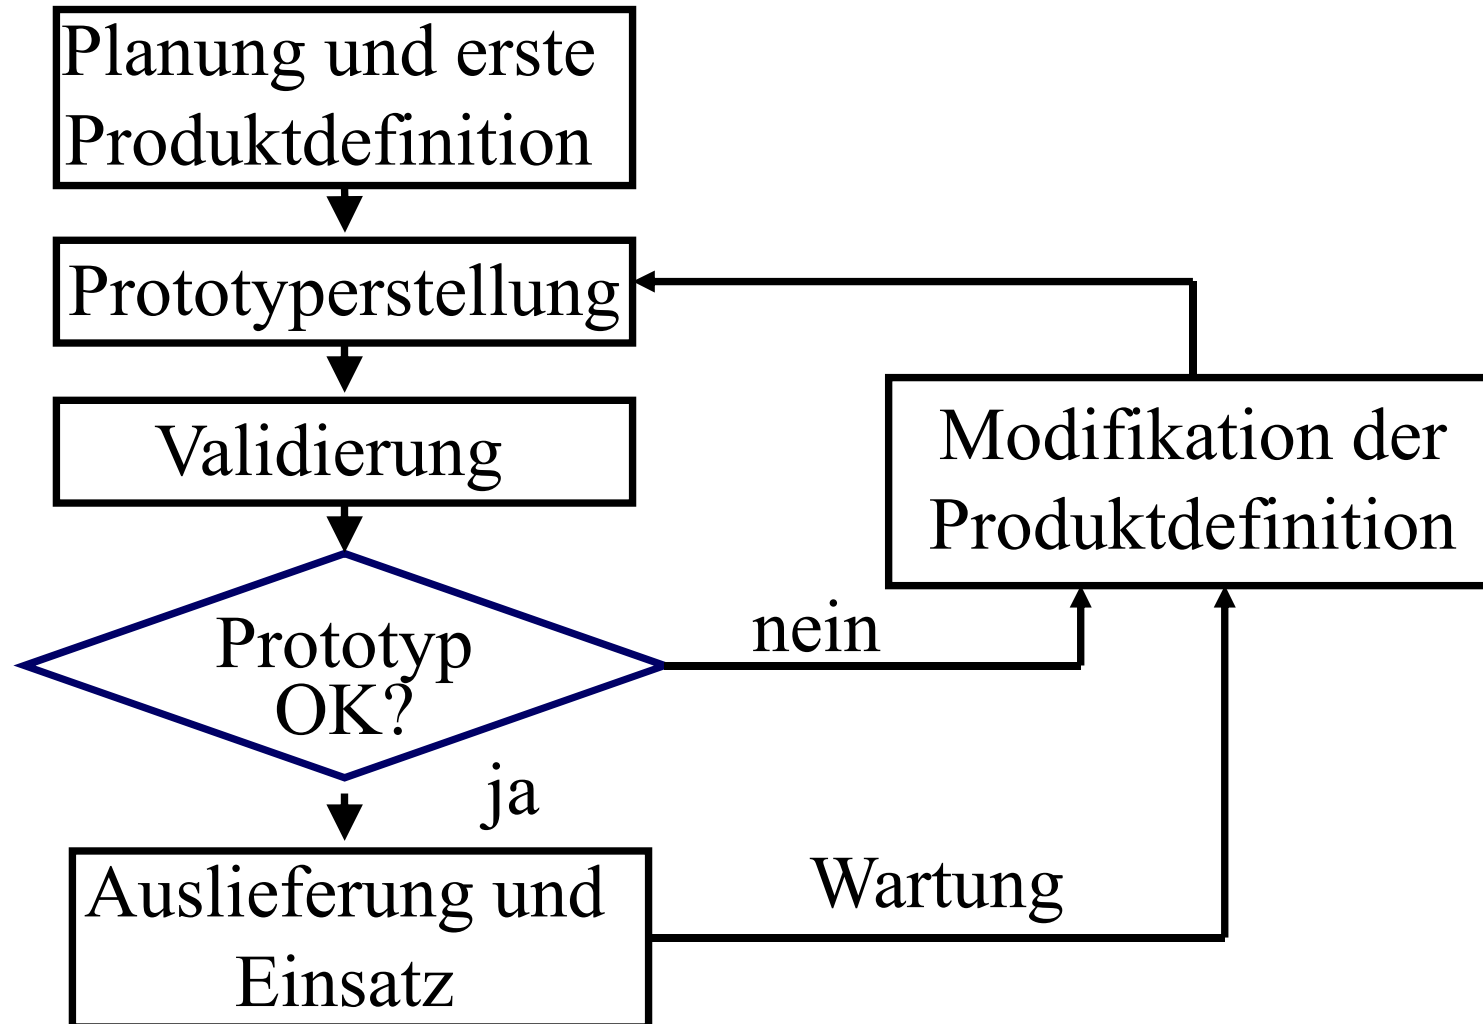 Planung und erste
Produktdefinition
Prototyperstellung
Validierung
Modifikation der
Produktdefinition
Prototyp
OK?
nein
ja
Auslieferung und
Einsatz
Wartung